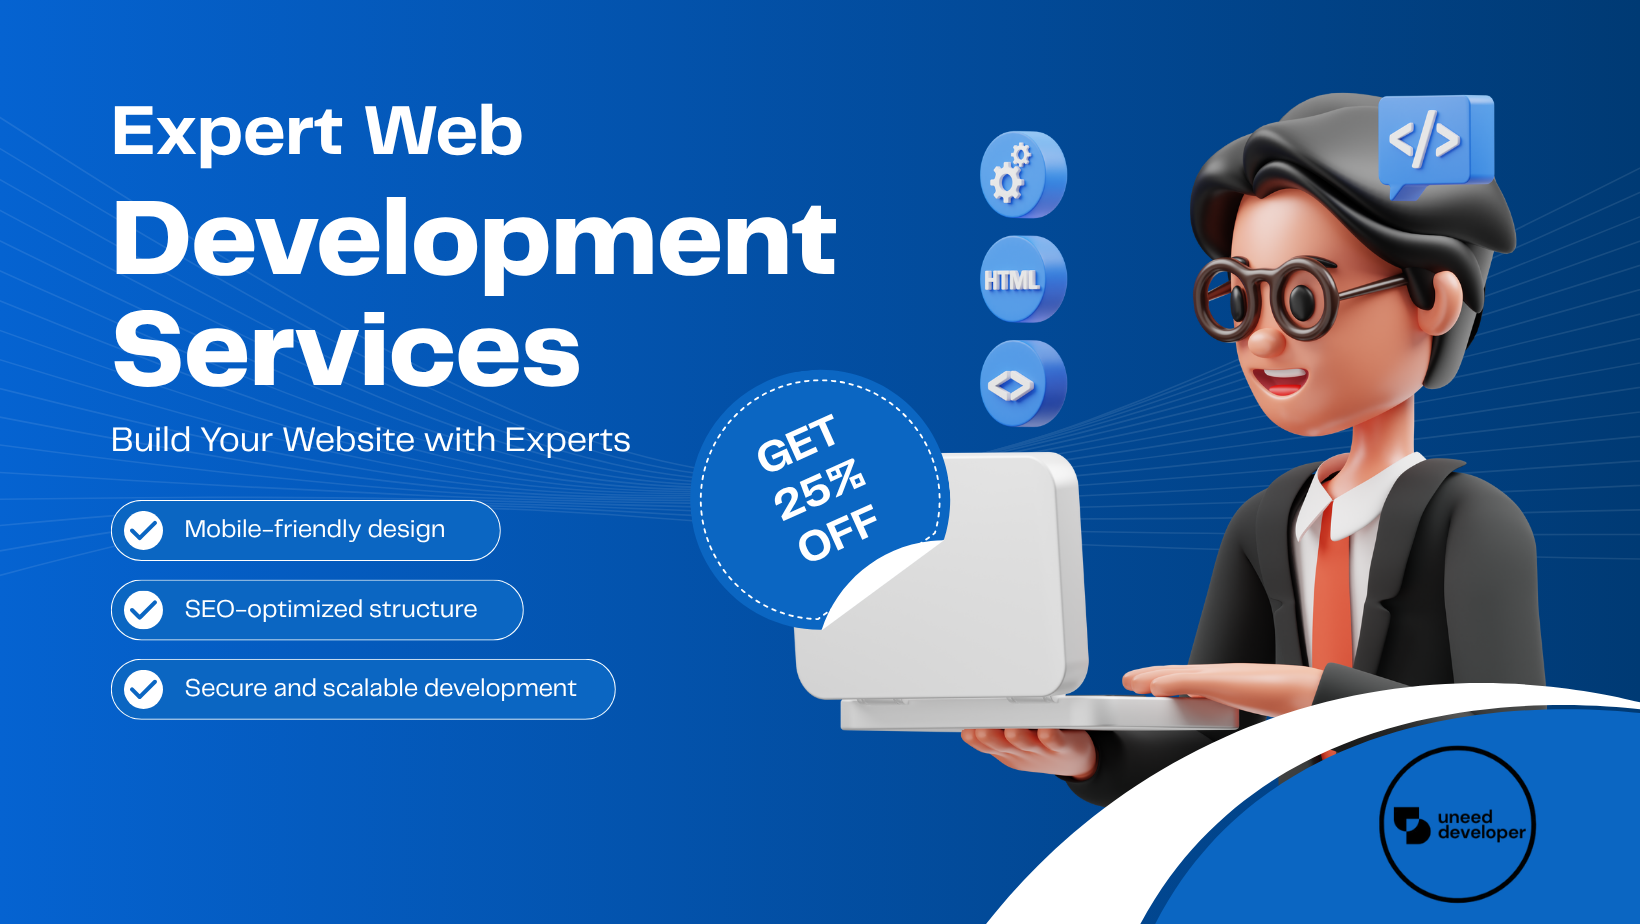 Expert Web
Development
Services
Build Your Website with Experts
Mobile-friendly design
SEO-optimized structure
Secure and scalable development
GET
25%
OFF
HTML
<>
</>
uneed
developer